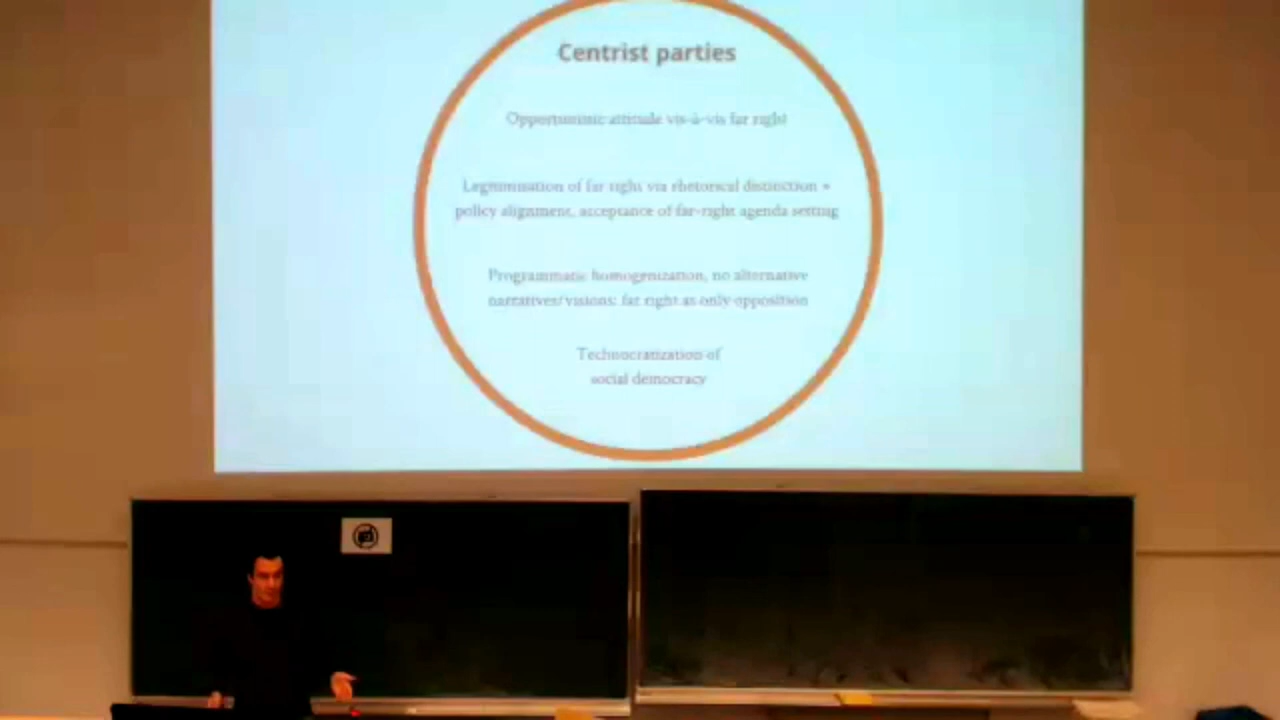 Centrist parties
Opportunistic attitude vis-à-vis far right
Legitimisation of far right via rhetorical distinction +
policy alignment, acceptance of far-right agenda setting
Programmatic homogenization, no alternative
narratives/visions: far right as only opposition
Technocratization of
social democracy